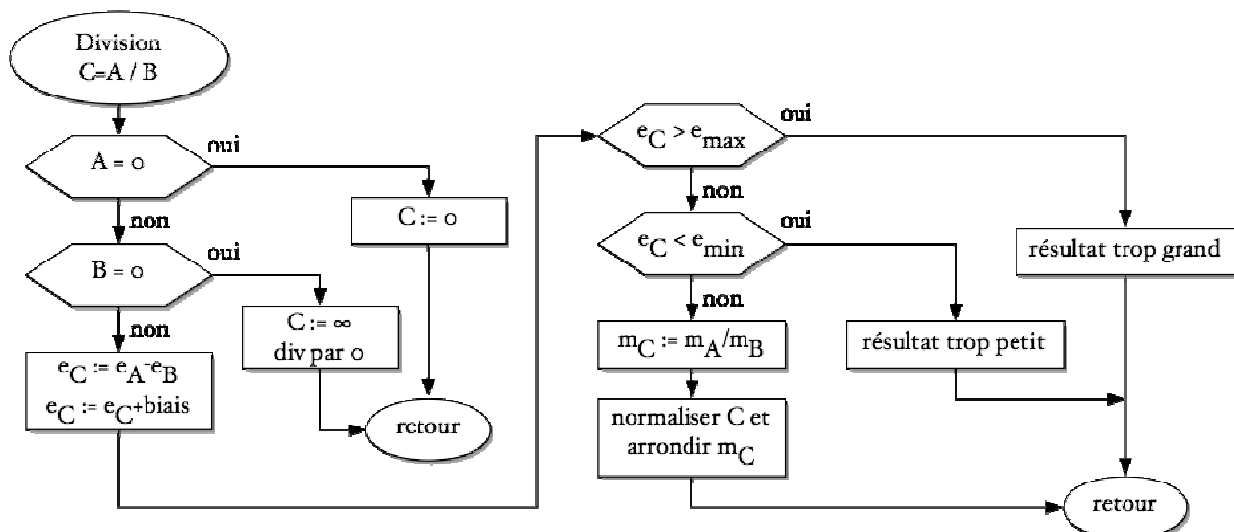 Division
C=A / B
A = 0
oui
non
C := 0
B = 0
oui
non
C := ∞
div par 0
e_C := e_A-e_B
e_C := e_C+biais
retour
e_C > e_max
oui
non
e_C < e_min
oui
non
résultat trop grand
m_C := m_A/m_B
résultat trop petit
normaliser C et
arrondir m_C
retour